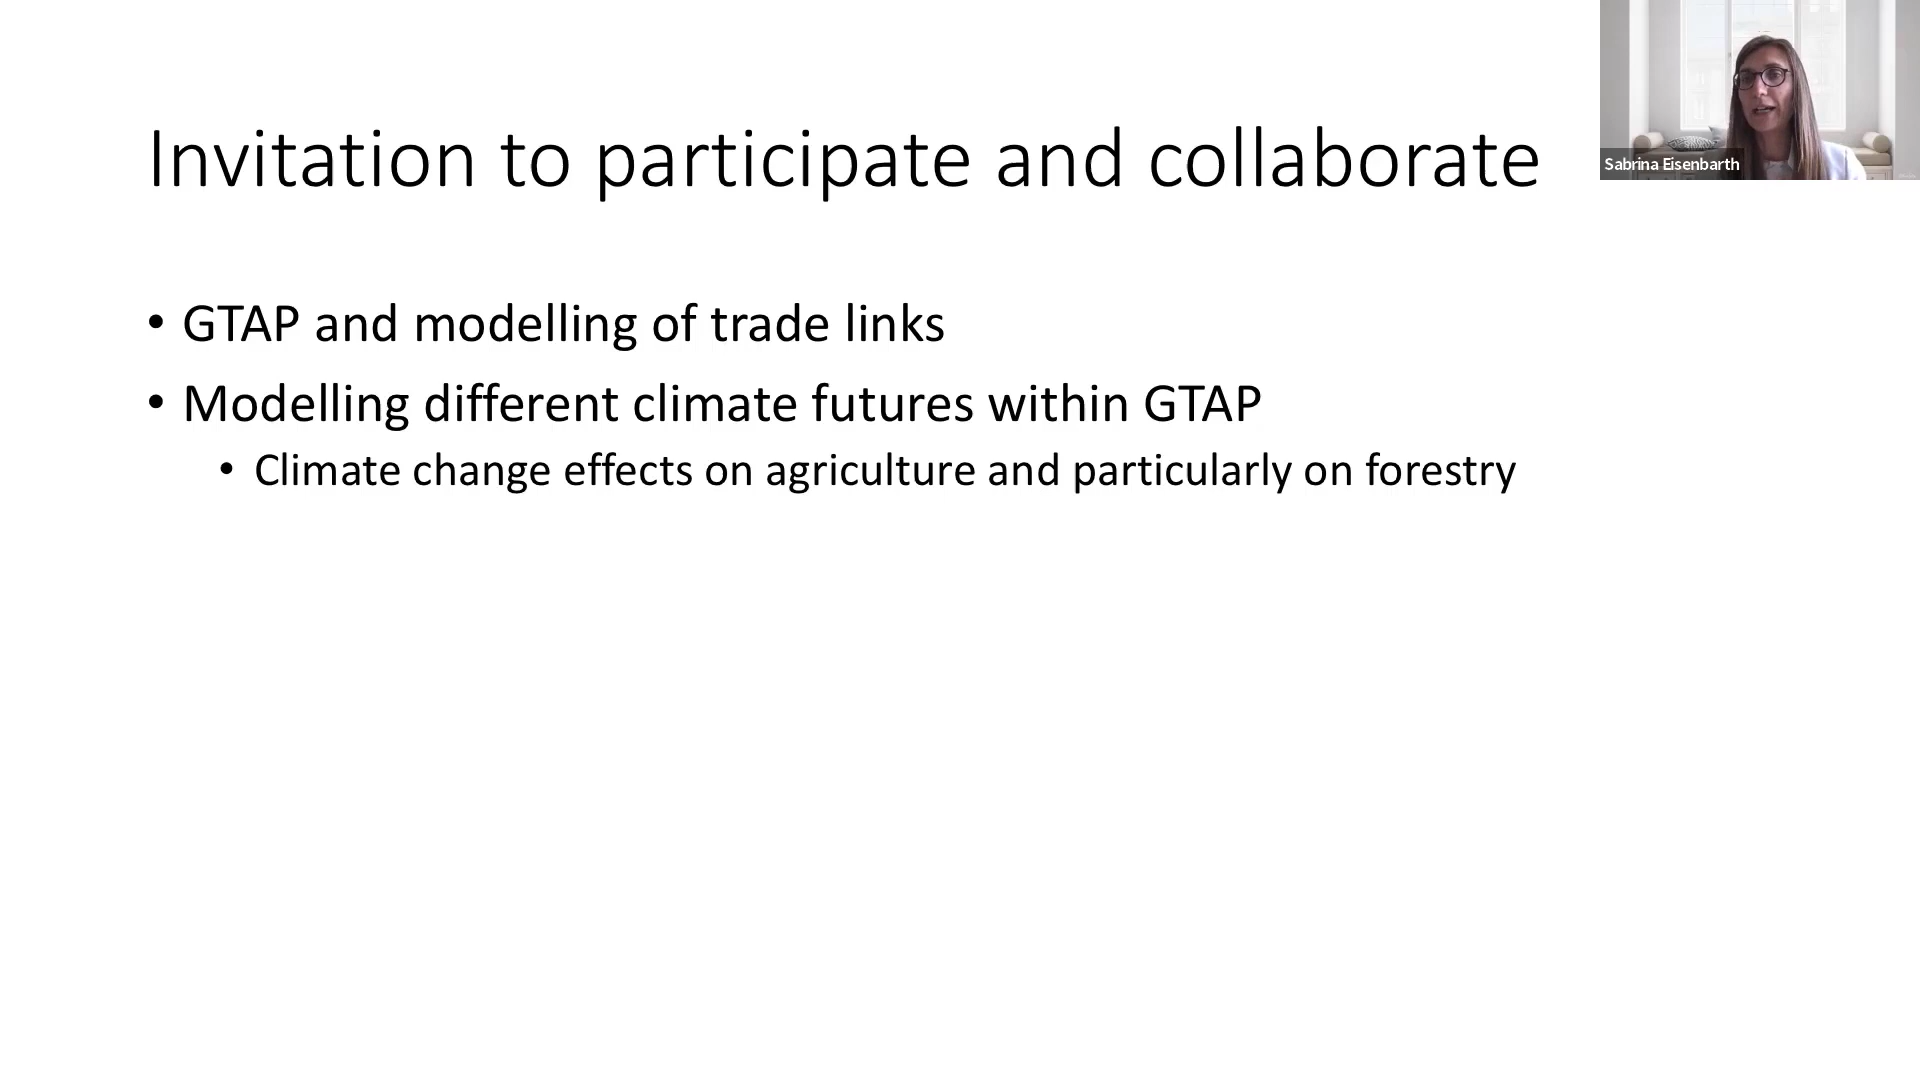 Invitation to participate and collaborate
Sabrina Eisenbarth
• GTAP and modelling of trade links
• Modelling different climate futures within GTAP
• Climate change effects on agriculture and particularly on forestry